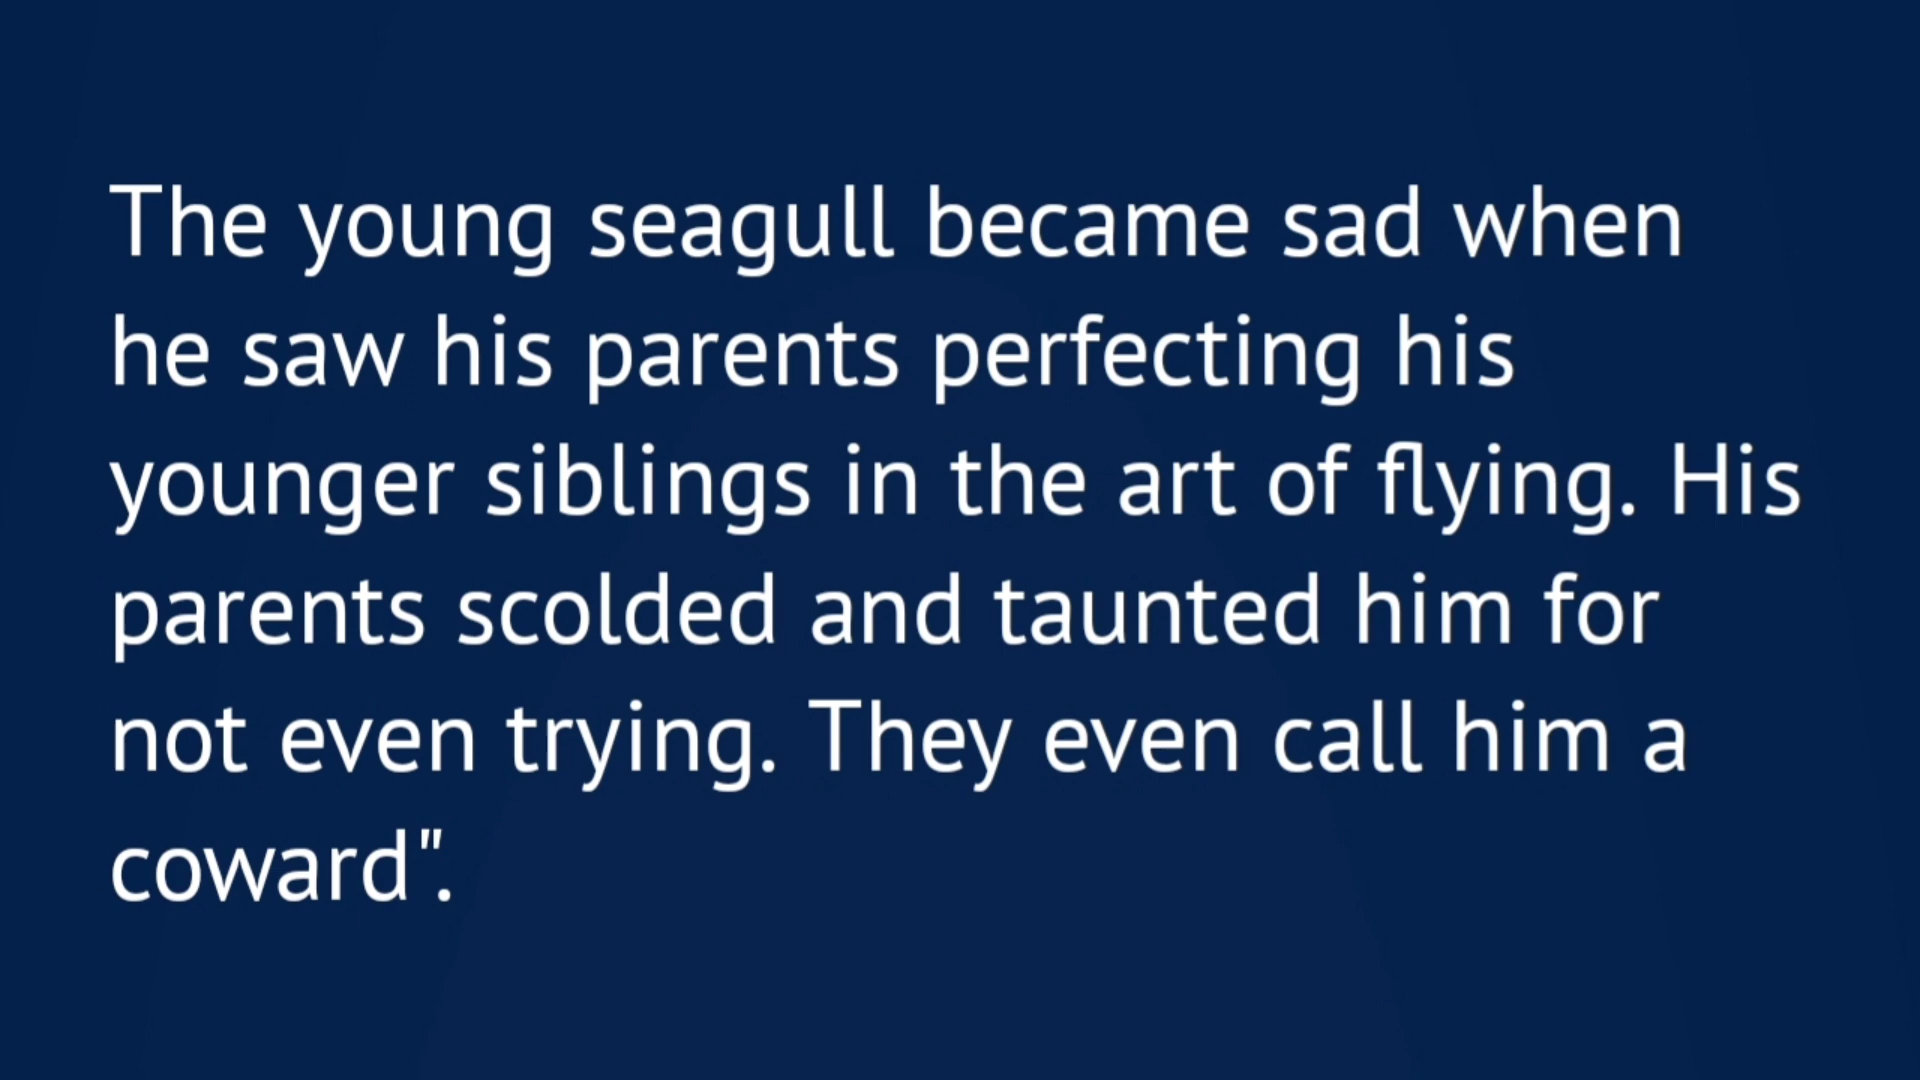 The young seagull became sad when
he saw his parents perfecting his
younger siblings in the art of flying. His
parents scolded and taunted him for
not even trying. They even call him a
coward".